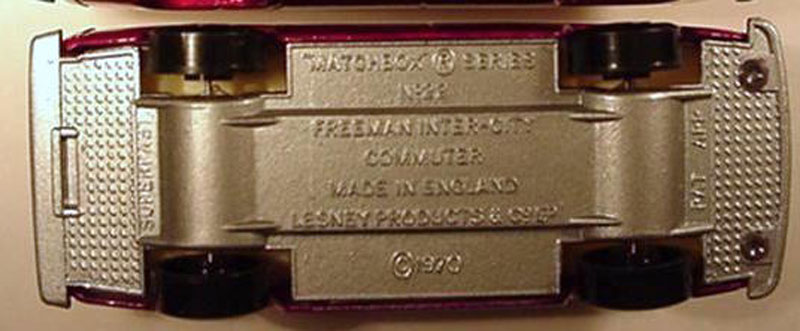 "MATCHBOX" ® SERIES
Nº22
FREEMAN INTER-CITY
COMMUTER
MADE IN ENGLAND
LESNEY PRODUCTS & Cº Lᵀᴰ
©1970
SUPERFAST
PAT APP